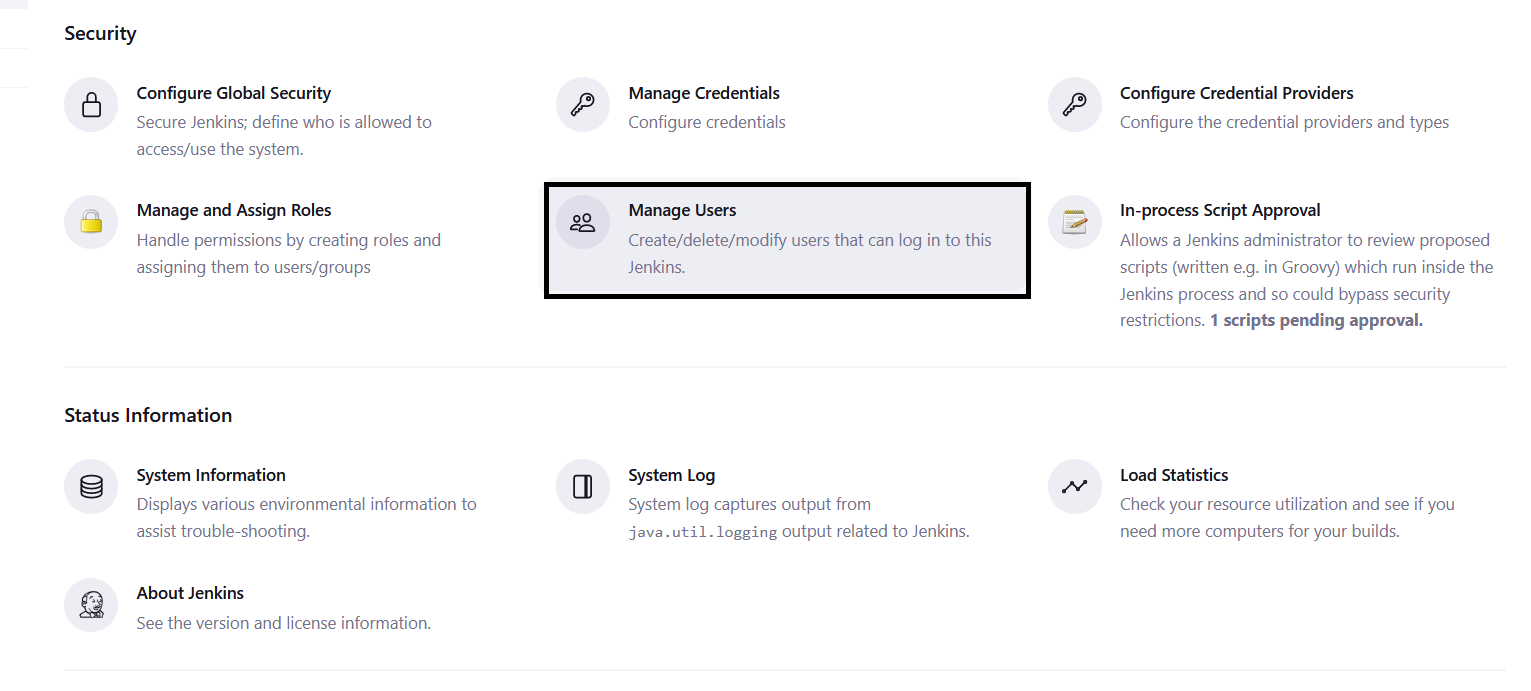 Security
Configure Global Security
Secure Jenkins; define who is allowed to
access/use the system.
Manage Credentials
Configure credentials
Configure Credential Providers
Configure the credential providers and types
Manage and Assign Roles
Handle permissions by creating roles and
assigning them to users/groups
Manage Users
Create/delete/modify users that can log in to this
Jenkins.
In-process Script Approval
Allows a Jenkins administrator to review proposed
scripts (written e.g. in Groovy) which run inside the
Jenkins process and so could bypass security
restrictions. 1 scripts pending approval.
Status Information
System Information
Displays various environmental information to
assist trouble-shooting.
System Log
System log captures output from
java.util.logging output related to Jenkins.
Load Statistics
Check your resource utilization and see if you
need more computers for your builds.
About Jenkins
See the version and license information.